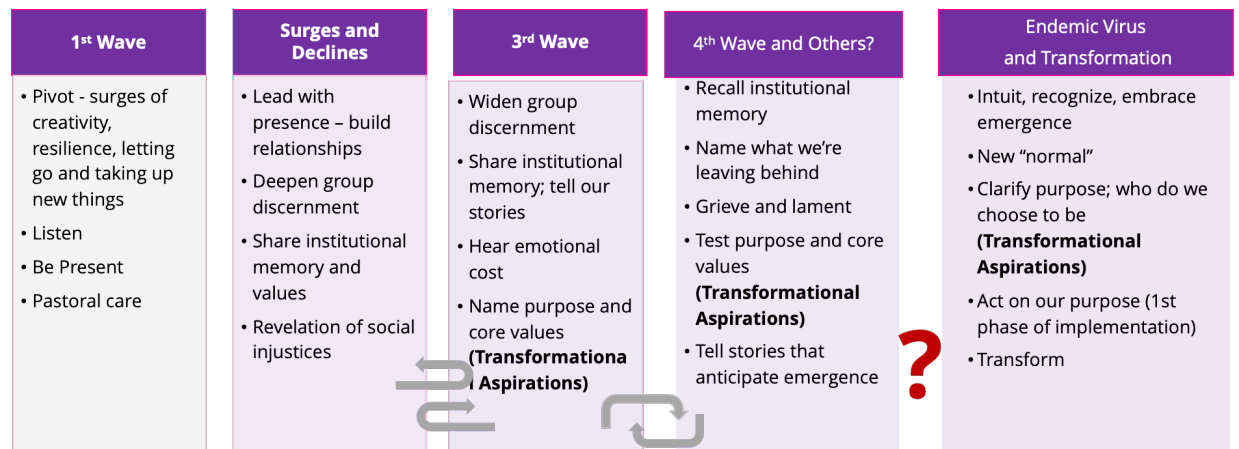 1st Wave
• Pivot - surges of
creativity,
resilience, letting
go and taking up
new things
• Listen
• Be Present
• Pastoral care
Surges and
Declines
• Lead with
presence – build
relationships
• Deepen group
discernment
• Share institutional
memory and
values
• Revelation of social
injustices
3rd Wave
• Widen group
discernment
• Share institutional
memory; tell our
stories
• Hear emotional
cost
• Name purpose and
core values
(Transformationa
l Aspirations)
4th Wave and Others?
• Recall institutional
memory
• Name what we’re
leaving behind
• Grieve and lament
• Test purpose and core
values
(Transformational
Aspirations)
• Tell stories that
anticipate emergence
?
Endemic Virus
and Transformation
• Intuit, recognize, embrace
emergence
• New “normal”
• Clarify purpose; who do we
choose to be
(Transformational
Aspirations)
• Act on our purpose (1st
phase of implementation)
• Transform